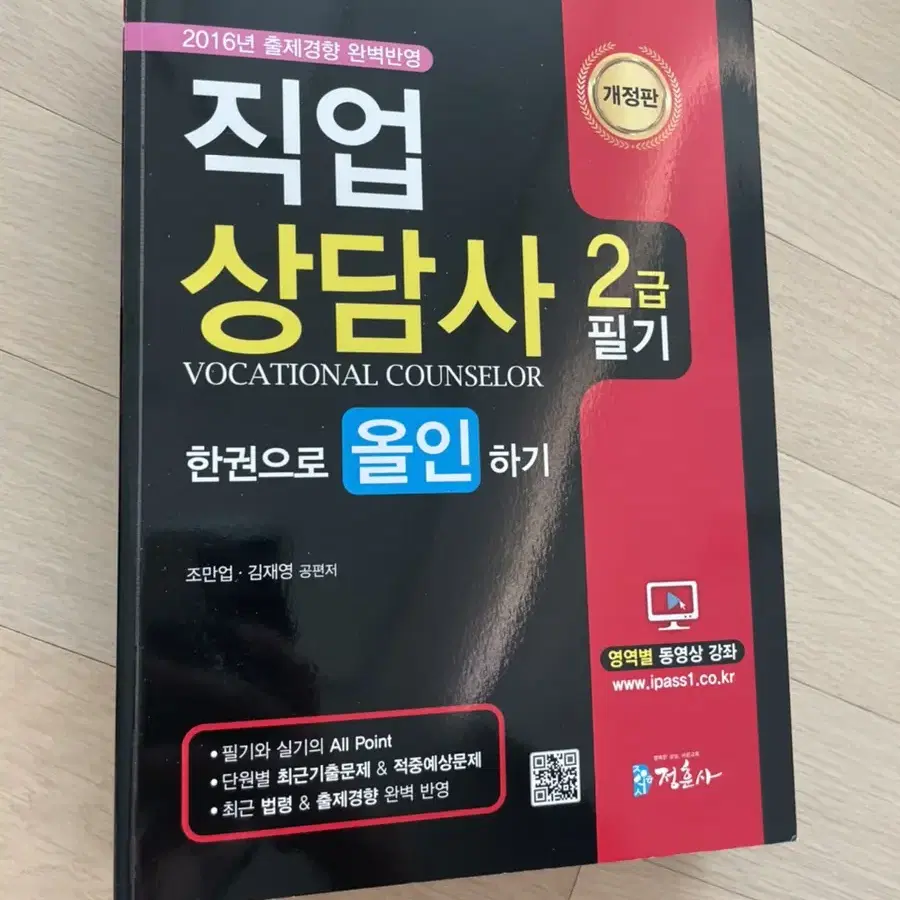 2016년 출제경향 완벽반영
개정판
직업
상담사
2급
필기
VOCATIONAL COUNSELOR
한권으로 올인 하기
조만업 · 김재영 공편저
영역별 동영상 강좌
www.ipass1.co.kr
• 필기와 실기의 All Point
• 단원별 최근기출문제 & 적중예상문제
• 최근 법령 & 출제경향 완벽 반영
정훈사